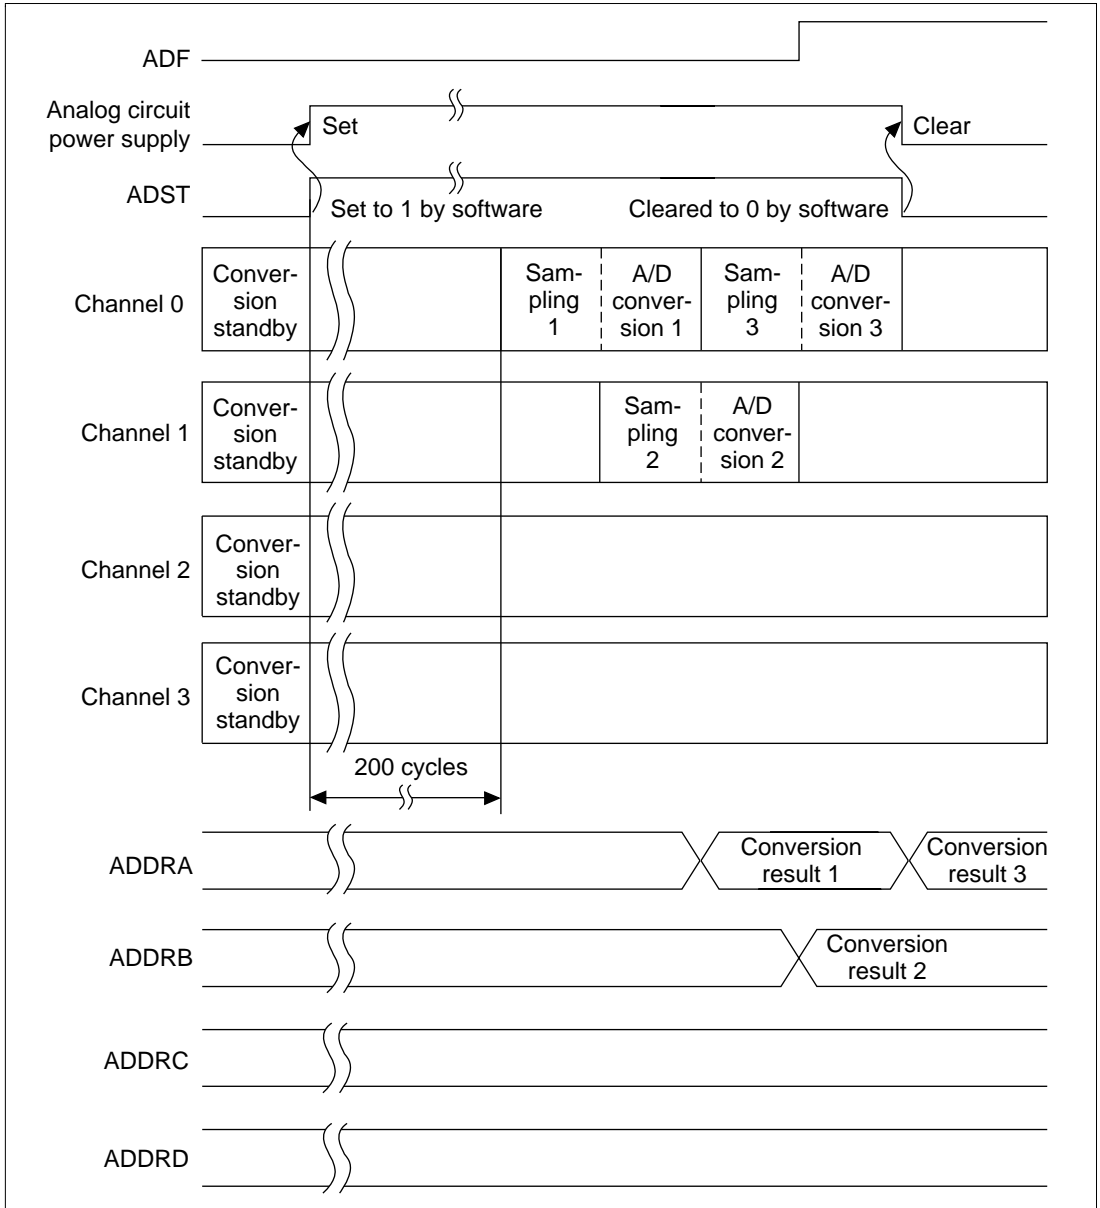 ADF
Analog circuit
power supply
Set
Clear
ADST
Set to 1 by software
Cleared to 0 by software
Channel 0
Conver-
sion
standby
Sam-
pling
1
A/D
conver-
sion 1
Sam-
pling
3
A/D
conver-
sion 3
Channel 1
Conver-
sion
standby
Sam-
pling
2
A/D
conver-
sion 2
Channel 2
Conver-
sion
standby
Channel 3
Conver-
sion
standby
200 cycles
ADDRA
Conversion
result 1
Conversion
result 3
ADDRB
Conversion
result 2
ADDRC
ADDRD